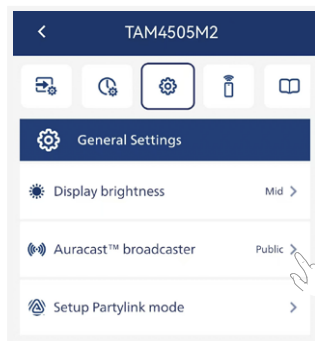 TAM4505M2
General Settings
Display brightness Mid
Auracast™ broadcaster Public
Setup Partylink mode